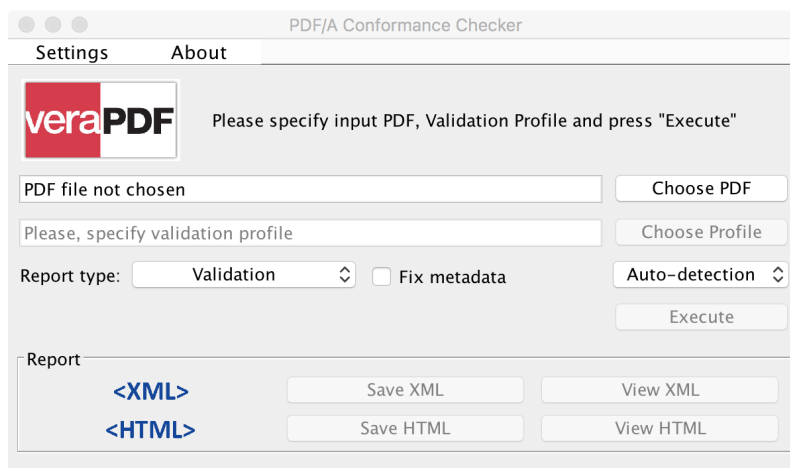 PDF/A Conformance Checker
Settings About
veraPDF
Please specify input PDF, Validation Profile and press "Execute"
PDF file not chosen Choose PDF
Please, specify validation profile Choose Profile
Report type: Validation Fix metadata Auto-detection
Execute
Report
<XML> Save XML View XML
<HTML> Save HTML View HTML